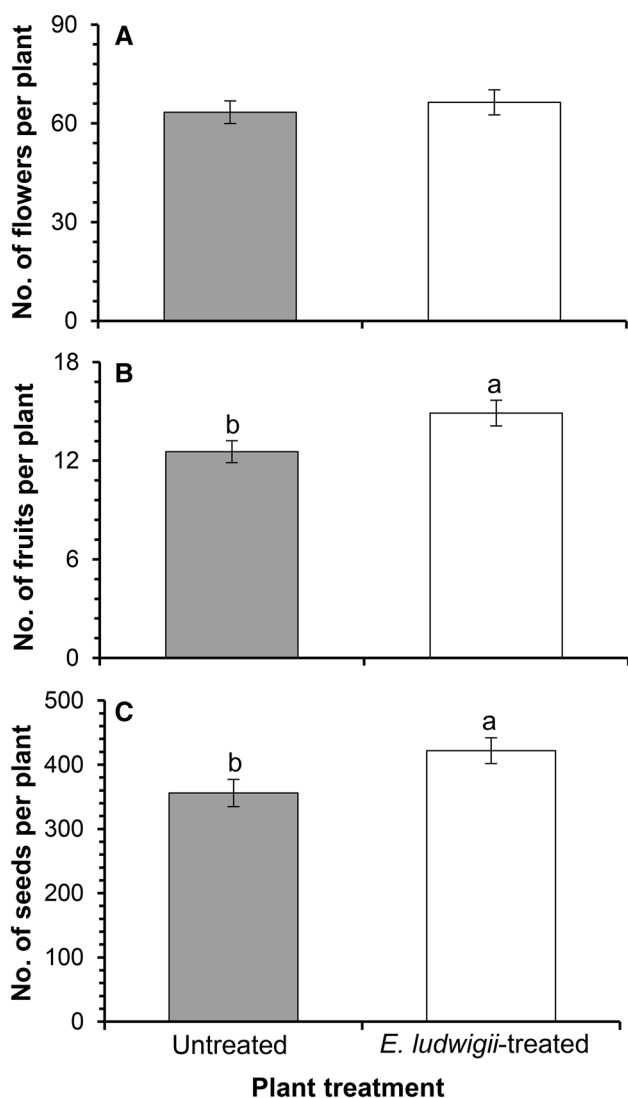 A
No. of flowers per plant
90
60
30
0
B
No. of fruits per plant
18
12
6
0
b
a
C
No. of seeds per plant
500
400
300
200
100
0
b
a
Untreated
E. ludwigii-treated
Plant treatment